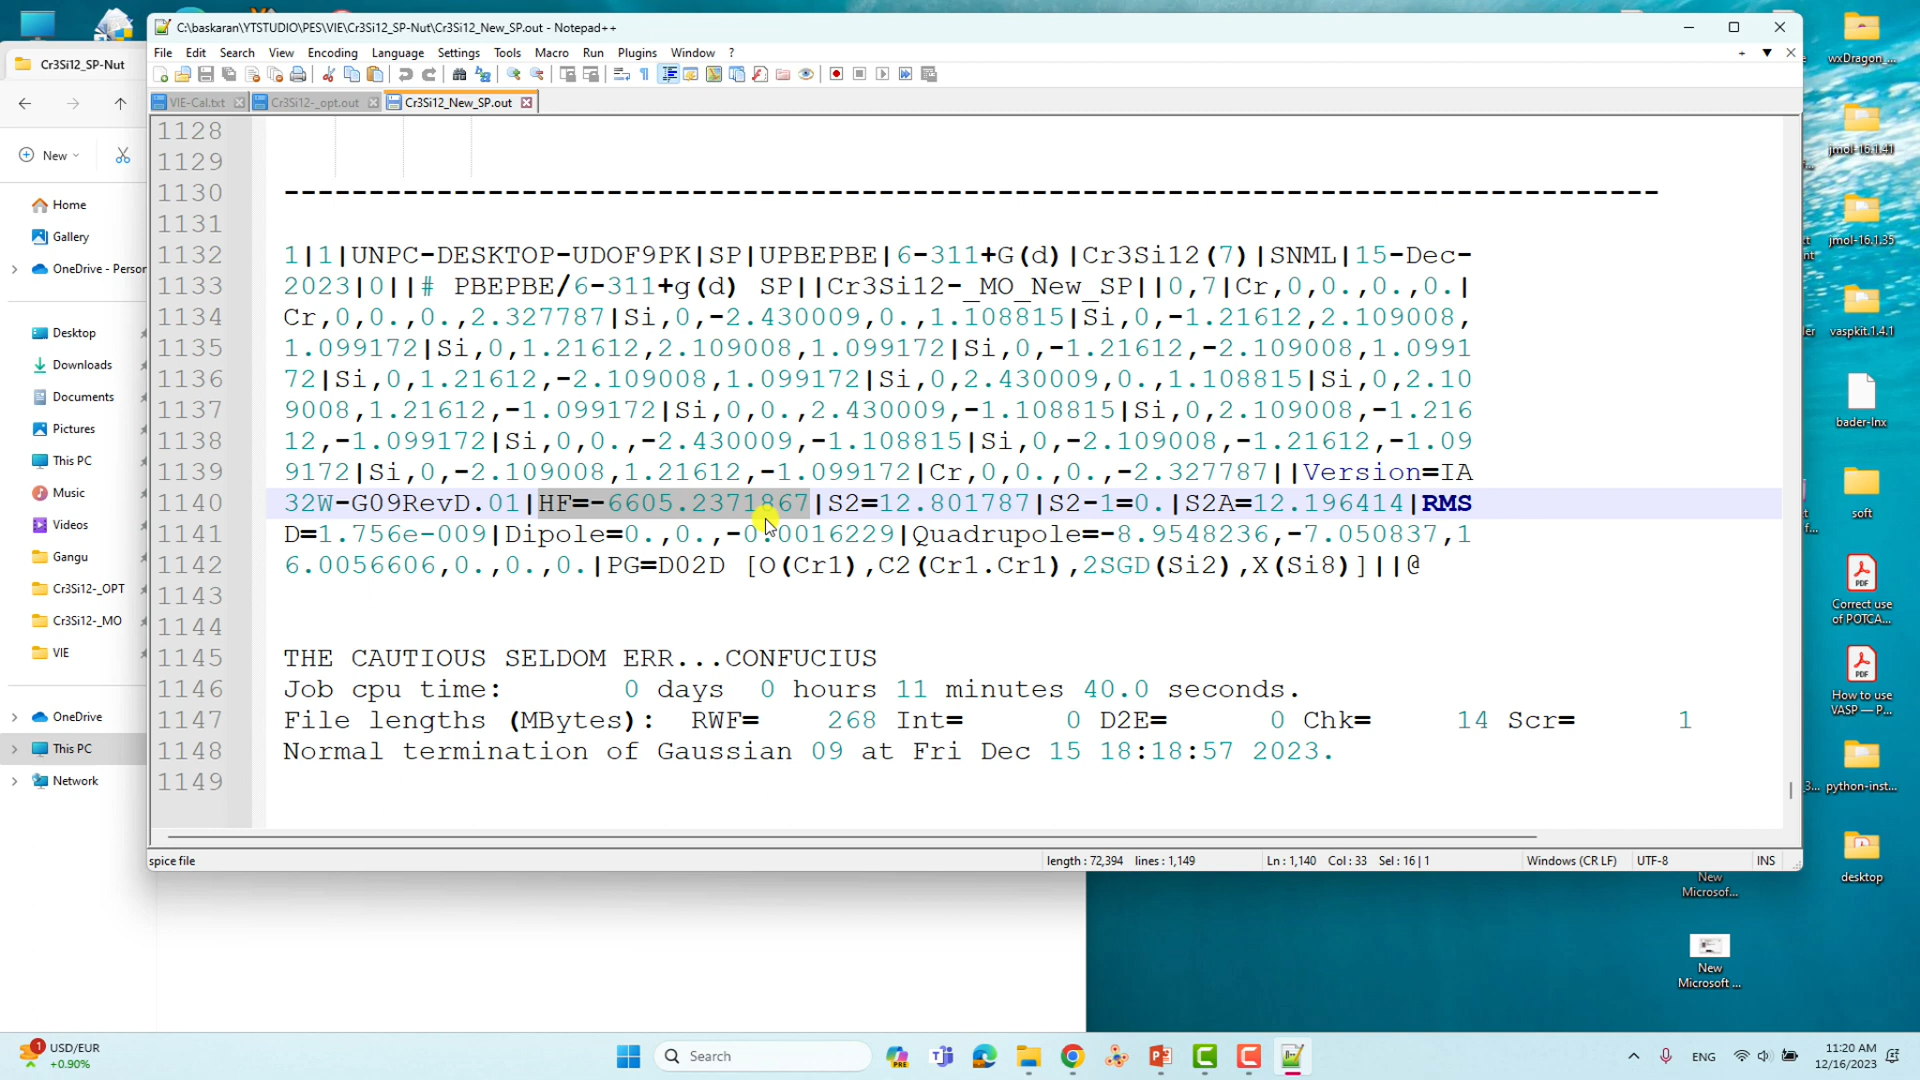 C:\baskaran\YTSTUDIO\PES\VIE\Cr3Si12_SP-Nut\Cr3Si12_New_SP.out - Notepad++
File Edit Search View Encoding Language Settings Tools Macro Run Plugins Window ?
VIE-Cal.txt Cr3Si12-_opt.out Cr3Si12_New_SP.out
Cr3Si12_SP-Nut
New
Home
Gallery
OneDrive - Person
Desktop
Downloads
Documents
Pictures
This PC
Music
Videos
Gangu
Cr3Si12-_OPT
Cr3Si12-_MO
VIE
OneDrive
This PC
Network
1128
1129
1130 ---------------------------------------------------------------------------------
1131
1132 1|1|UNPC-DESKTOP-UDOF9PK|SP|UPBEPBE|6-311+G(d)|Cr3Si12(7)|SNML|15-Dec-
1133 2023|0||# PBEPBE/6-311+g(d) SP||Cr3Si12-_MO_New_SP||0,7|Cr,0,0.,0.,0.|
1134 Cr,0,0.,0.,2.327787|Si,0,-2.430009,0.,1.108815|Si,0,-1.21612,2.109008,
1135 1.099172|Si,0,1.21612,2.109008,1.099172|Si,0,-1.21612,-2.109008,1.0991
1136 72|Si,0,1.21612,-2.109008,1.099172|Si,0,2.430009,0.,1.108815|Si,0,2.10
1137 9008,1.21612,-1.099172|Si,0,0.,2.430009,-1.108815|Si,0,2.109008,-1.216
1138 12,-1.099172|Si,0,0.,-2.430009,-1.108815|Si,0,-2.109008,-1.21612,-1.09
1139 9172|Si,0,-2.109008,1.21612,-1.099172|Cr,0,0.,0.,-2.327787||Version=IA
1140 32W-G09RevD.01|HF=-6605.2371867|S2=12.801787|S2-1=0.|S2A=12.196414|RMS
1141 D=1.756e-009|Dipole=0.,0.,-0.0016229|Quadrupole=-8.9548236,-7.050837,1
1142 6.0056606,0.,0.,0.|PG=D02D [O(Cr1),C2(Cr1.Cr1),2SGD(Si2),X(Si8)]||@
1143
1144
1145 THE CAUTIOUS SELDOM ERR...CONFUCIUS
1146 Job cpu time: 0 days 0 hours 11 minutes 40.0 seconds.
1147 File lengths (MBytes): RWF= 268 Int= 0 D2E= 0 Chk= 14 Scr= 1
1148 Normal termination of Gaussian 09 at Fri Dec 15 18:18:57 2023.
1149
spice file length : 72,394 lines : 1,149 Ln : 1,140 Col : 33 Sel : 16 | 1 Windows (CR LF) UTF-8 INS
wxDragon_...
jmol-16.1.41
jmol-16.1.35
vaspkit.1.4.1
bader-lnx
soft
Correct use
of POTCA...
How to use
VASP — P...
python-inst...
desktop
New
Microsof...
New
Microsoft ...
USD/EUR
+0.90%
Search
PRE
ENG
11:20 AM
12/16/2023